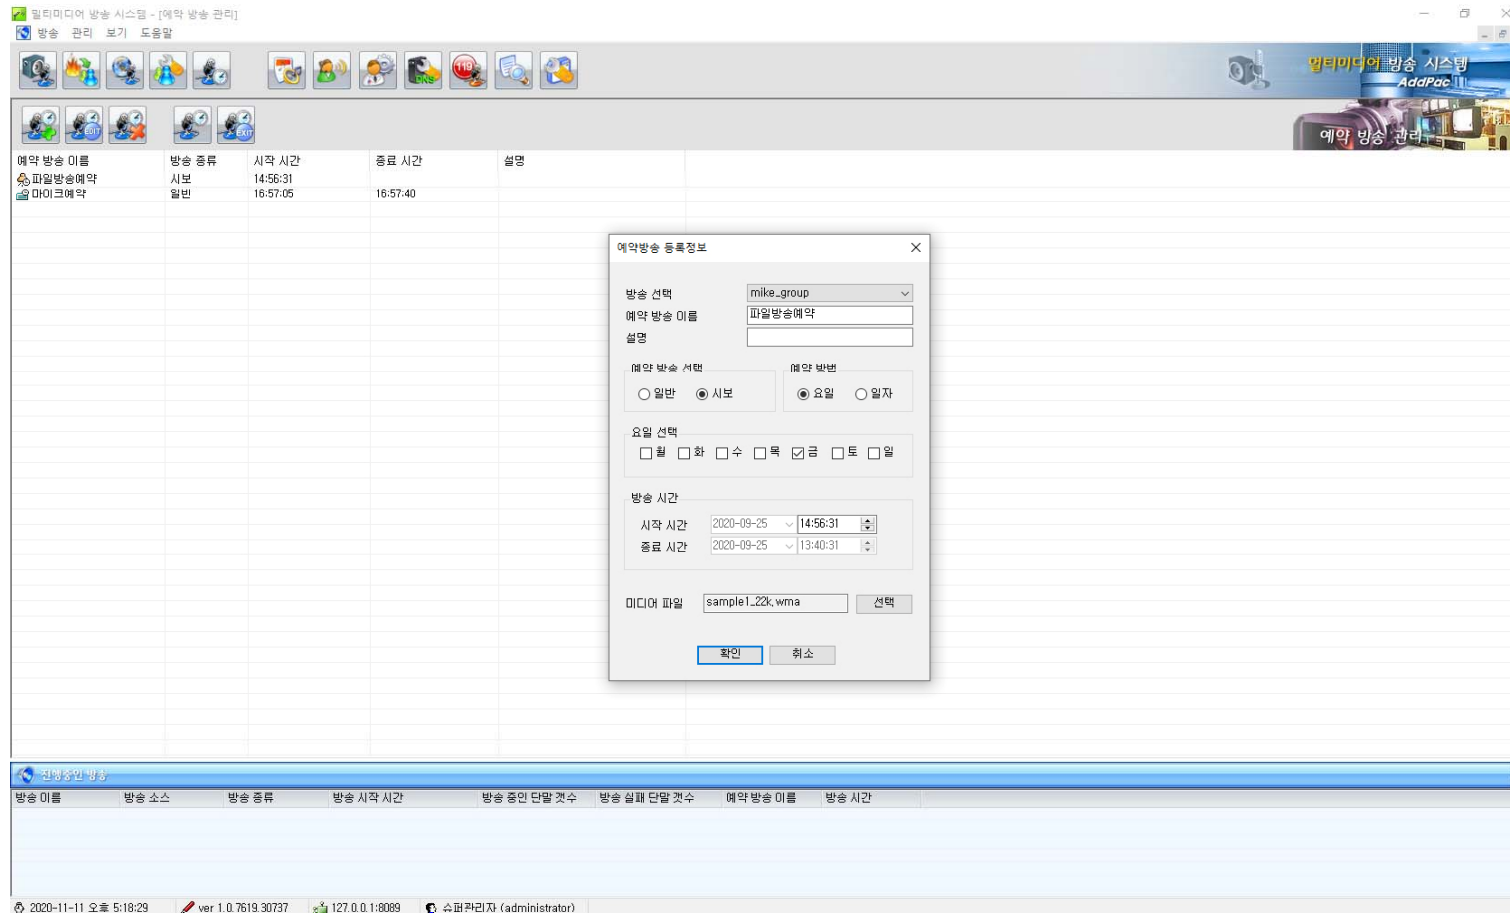 멀티미디어 방송 시스템 - [예약 방송 관리]
방송 관리 보기 도움말
멀티미디어 방송 시스템
AddPac
예약 방송 관리
예약 방송 이름 방송 종류 시작 시간 종료 시간 설명
파일방송예약 시보 14:56:31
마이크예약 일반 16:57:05 16:57:40
예약방송 등록정보
방송 선택 mike_group
예약 방송 이름 파일방송예약
설명
예약 방송 선택 예약 방법
일반 시보 요일 일자
요일 선택
월 화 수 목 금 토 일
방송 시간
시작 시간 2020-09-25 14:56:31
종료 시간 2020-09-25 13:40:31
미디어 파일 sample1_22k.wma 선택
확인 취소
진행중인 방송
방송 이름 방송 소스 방송 종류 방송 시작 시간 방송 중인 단말 갯수 방송 실패 단말 갯수 예약 방송 이름 방송 시간
2020-11-11 오후 5:18:29 ver 1.0.7619.30737 127.0.0.1:8089 슈퍼관리자 (administrator)